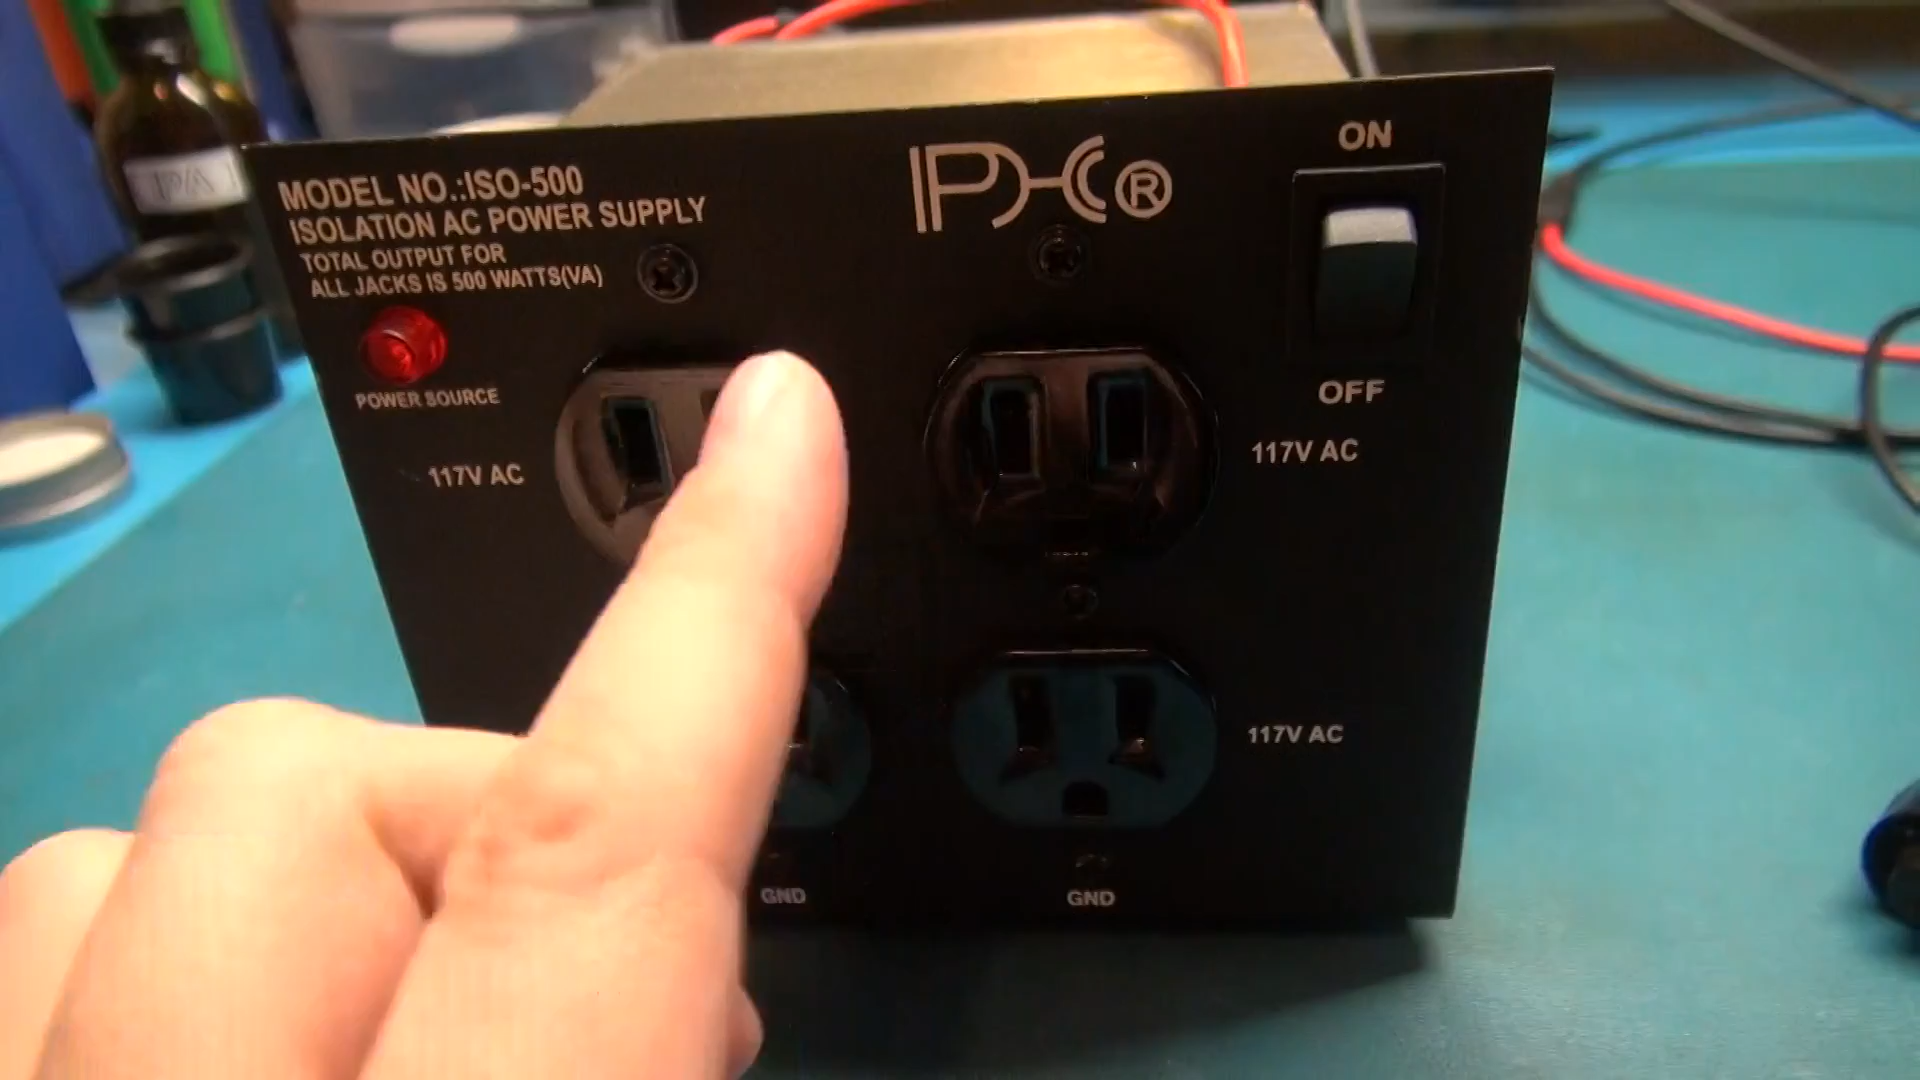 MODEL NO.:ISO-500
ISOLATION AC POWER SUPPLY
TOTAL OUTPUT FOR
ALL JACKS IS 500 WATTS(VA)
POWER SOURCE
117V AC
ON
OFF
117V AC
117V AC
GND
GND
IPA
®